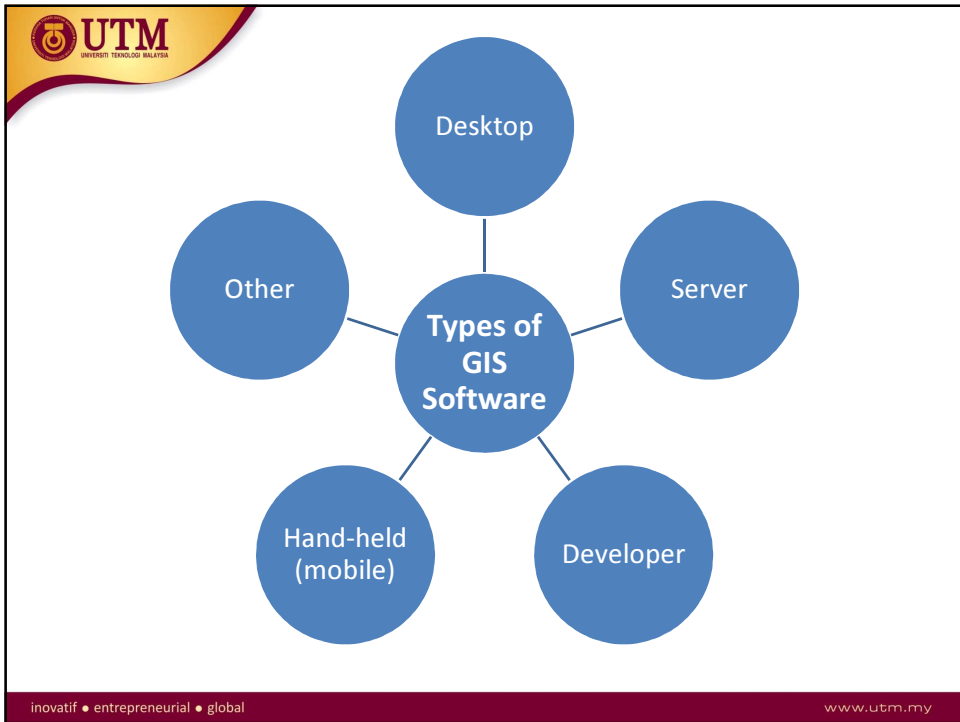 UTM
UNIVERSITI TEKNOLOGI MALAYSIA
Desktop
Other
Server
Types of
GIS
Software
Hand-held
(mobile)
Developer
inovatif ● entrepreneurial ● global
www.utm.my